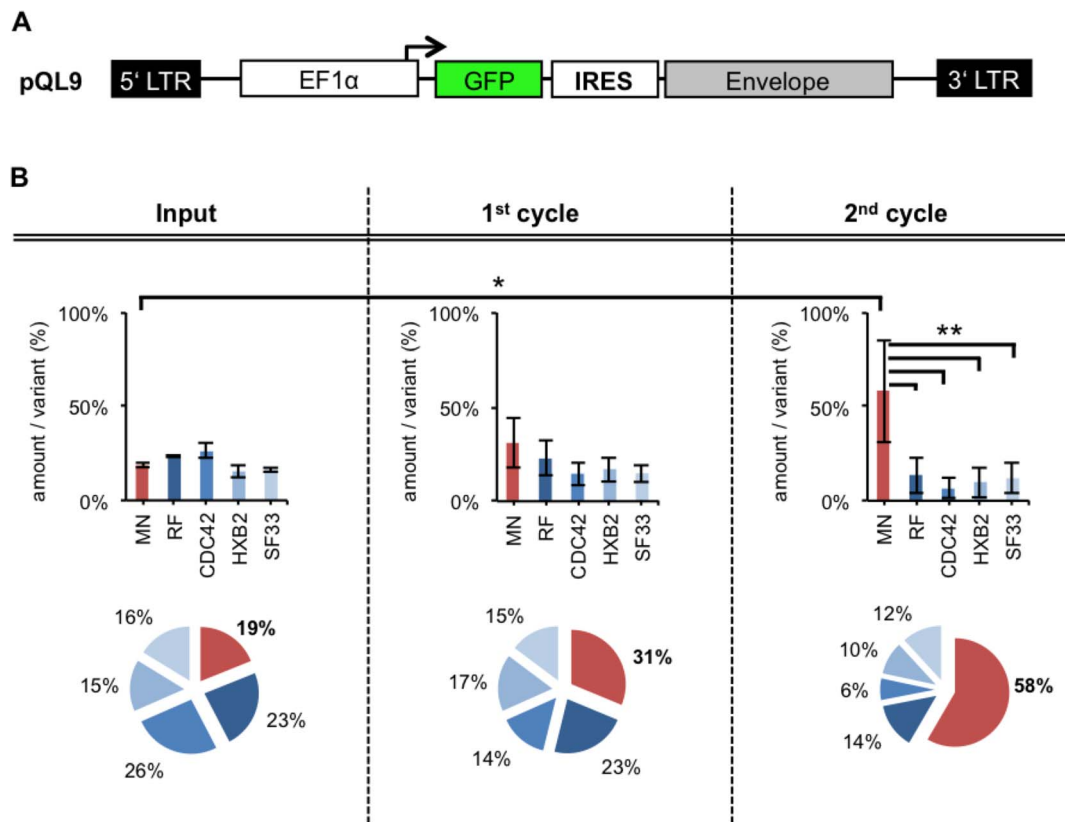 A
pQL9 5‘ LTR EF1α GFP IRES Envelope 3‘ LTR
B
Input 1st cycle 2nd cycle
*
**
amount / variant (%)
100%
50%
0%
MN RF CDC42 HXB2 SF33
amount / variant (%)
100%
50%
0%
MN RF CDC42 HXB2 SF33
amount / variant (%)
100%
50%
0%
MN RF CDC42 HXB2 SF33
16% 19%
15% 23%
26%
15% 31%
17%
14% 23%
12%
10%
6% 58%
14%